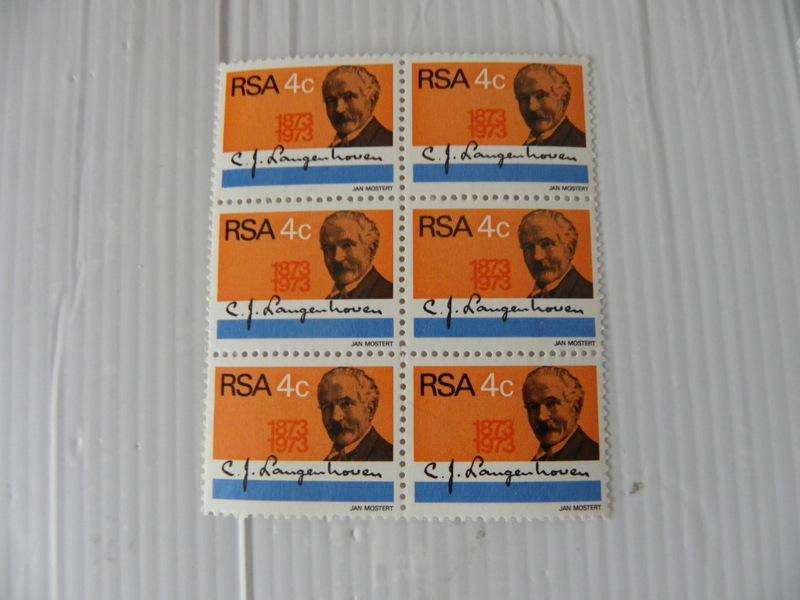 RSA 4c
1873
1973
C. J. Langenhoven
JAN MOSTERT
RSA 4c
1873
1973
C. J. Langenhoven
JAN MOSTERT
RSA 4c
1873
1973
C. J. Langenhoven
JAN MOSTERT
RSA 4c
1873
1973
C. J. Langenhoven
JAN MOSTERT
RSA 4c
1873
1973
C. J. Langenhoven
JAN MOSTERT
RSA 4c
1873
1973
C. J. Langenhoven
JAN MOSTERT